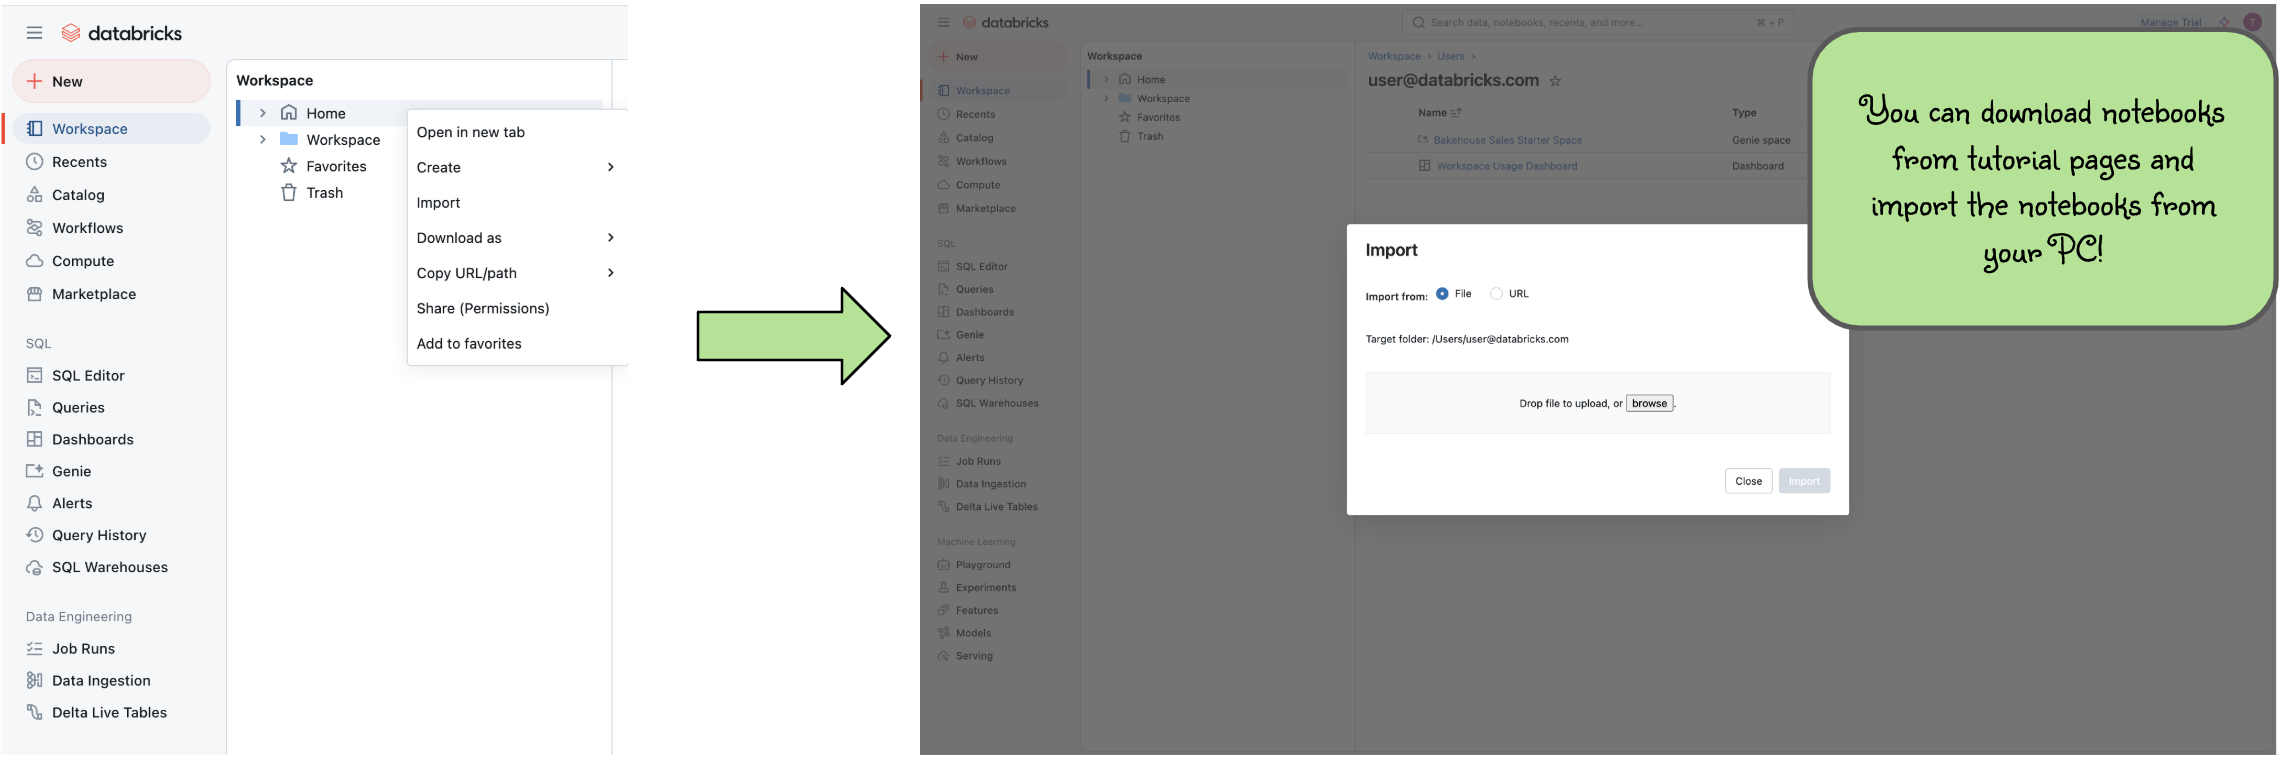 databricks
New
Workspace
Recents
Catalog
Workflows
Compute
Marketplace
SQL
SQL Editor
Queries
Dashboards
Genie
Alerts
Query History
SQL Warehouses
Data Engineering
Job Runs
Data Ingestion
Delta Live Tables
Workspace
Home
Workspace
Favorites
Trash
Open in new tab
Create
Import
Download as
Copy URL/path
Share (Permissions)
Add to favorites
databricks
Search data, notebooks, recents, and more...
⌘ + P
Manage Trial
T
New
Workspace
Recents
Catalog
Workflows
Compute
Marketplace
SQL
SQL Editor
Queries
Dashboards
Genie
Alerts
Query History
SQL Warehouses
Data Engineering
Job Runs
Data Ingestion
Delta Live Tables
Machine Learning
Playground
Experiments
Features
Models
Serving
Workspace
Home
Workspace
Favorites
Trash
Workspace > Users >
user@databricks.com
Name Type
Bakehouse Sales Starter Space Genie space
Workspace Usage Dashboard Dashboard
Import
Import from: File URL
Target folder: /Users/user@databricks.com
Drop file to upload, or browse.
Close Import
You can download notebooks
from tutorial pages and
import the notebooks from
your PC!